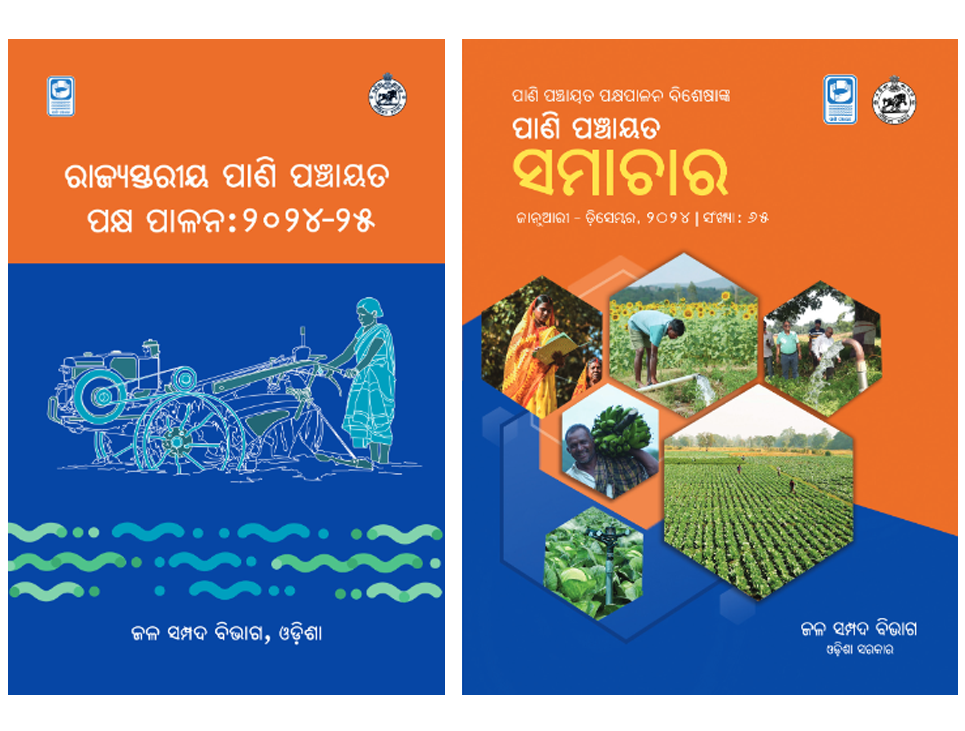 ରାଜ୍ୟସ୍ତରୀୟ ପାଣି ପଞ୍ଚାୟତ
ପକ୍ଷ ପାଳନ:୨୦୨୪-୨୫
ଜଳ ସମ୍ପଦ ବିଭାଗ, ଓଡ଼ିଶା
ପାଣି ପଞ୍ଚାୟତ ପକ୍ଷପାଳନ ବିଶେଷାଙ୍କ
ପାଣି ପଞ୍ଚାୟତ
ସମାଚାର
ଜାନୁଆରୀ - ଡ଼ିସେମ୍ବର, ୨୦୨୪ | ସଂଖ୍ୟା: ୬୫
ଜଳ ସମ୍ପଦ ବିଭାଗ
ଓଡ଼ିଶା ସରକାର